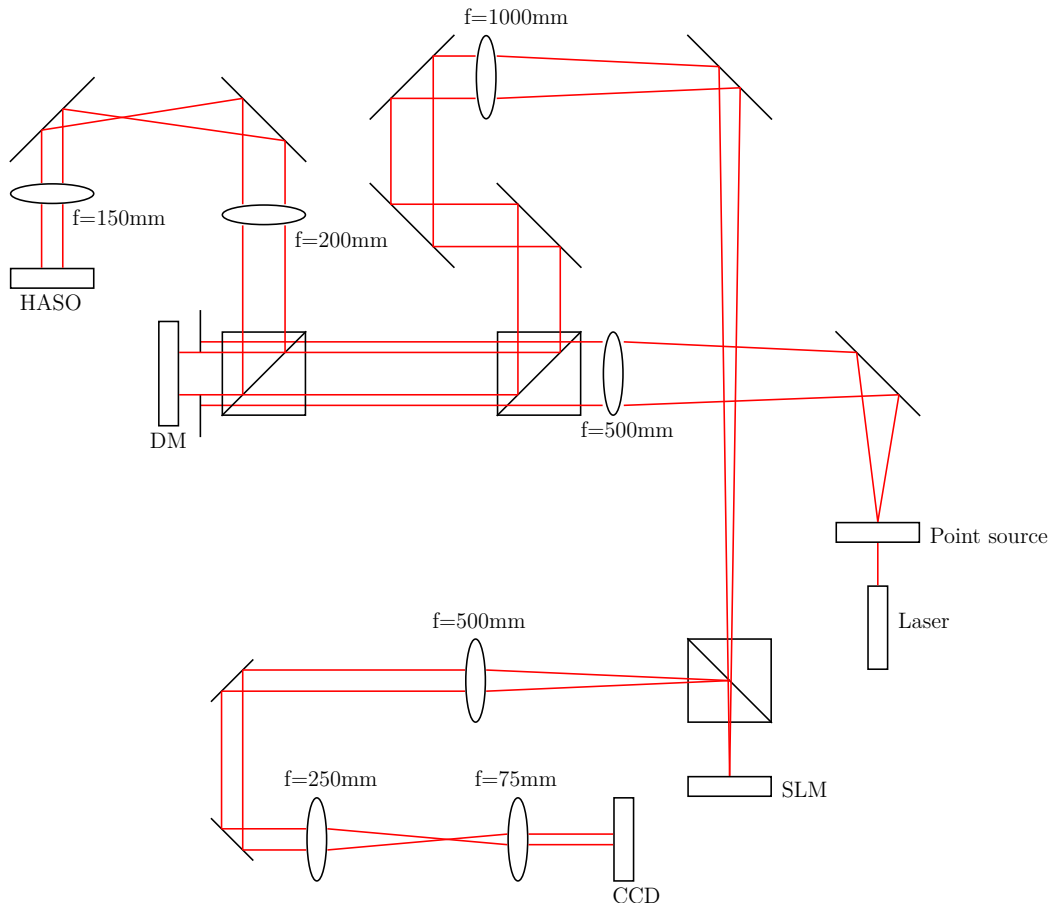 f=1000mm
f=150mm
f=200mm
HASO
DM
f=500mm
Point source
Laser
f=500mm
f=250mm
f=75mm
SLM
CCD